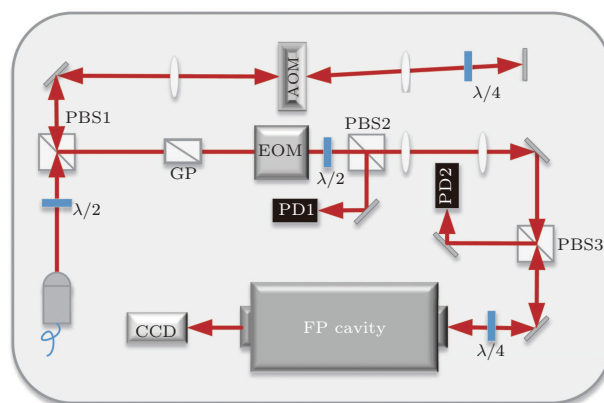 AOM
λ/4
PBS1
PBS2
GP
EOM
λ/2
λ/2
PD1
PD2
PBS3
CCD
FP cavity
λ/4